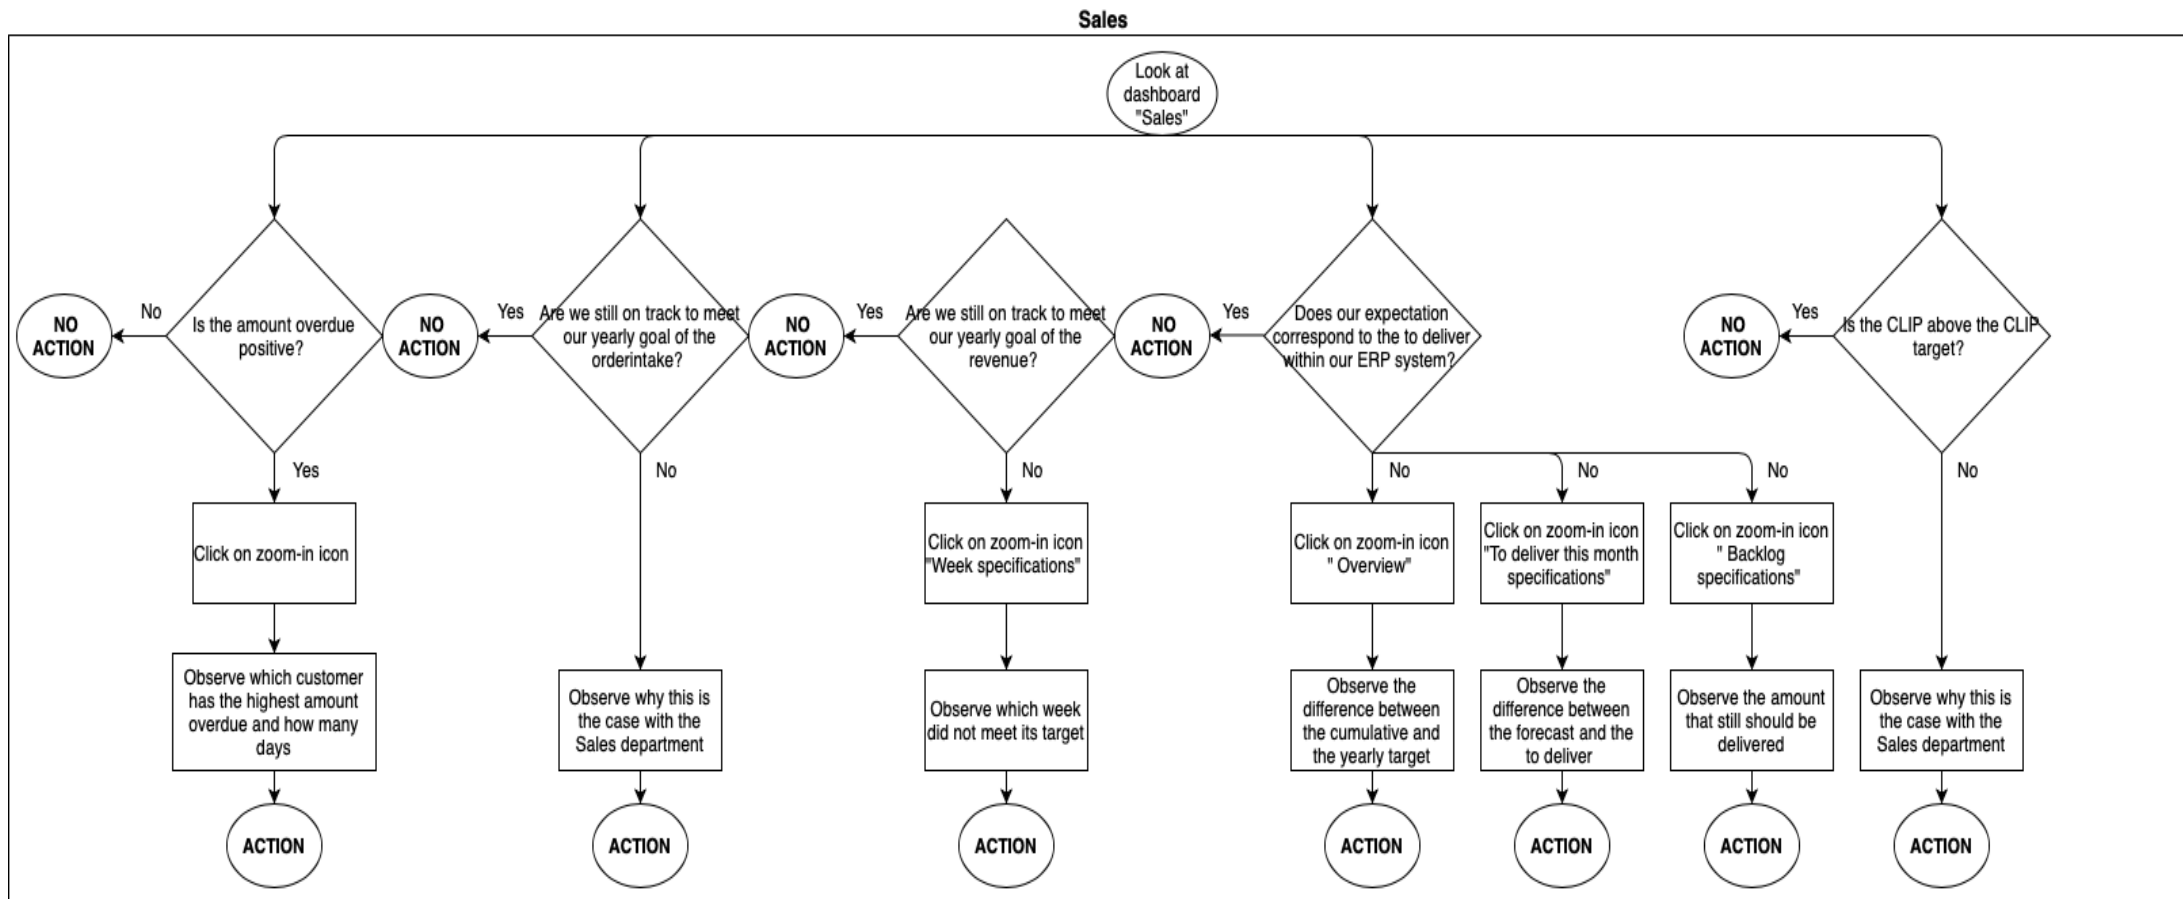 Sales
Look at
dashboard
"Sales"
NO
ACTION
No
Is the amount overdue
positive?
NO
ACTION
Yes
Are we still on track to meet
our yearly goal of the
orderintake?
NO
ACTION
Yes
Are we still on track to meet
our yearly goal of the
revenue?
NO
ACTION
Yes
Does our expectation
correspond to the to deliver
within our ERP system?
NO
ACTION
Yes
Is the CLIP above the CLIP
target?
Yes
No
No
No
No
No
No
Click on zoom-in icon
Click on zoom-in icon
"Week specifications"
Click on zoom-in icon
" Overview"
Click on zoom-in icon
"To deliver this month
specifications"
Click on zoom-in icon
" Backlog
specifications"
Observe which customer
has the highest amount
overdue and how many
days
Observe why this is
the case with the
Sales department
Observe which week
did not meet its target
Observe the
difference between
the cumulative and
the yearly target
Observe the
difference between
the forecast and the
to deliver
Observe the amount
that still should be
delivered
Observe why this is
the case with the
Sales department
ACTION
ACTION
ACTION
ACTION
ACTION
ACTION
ACTION